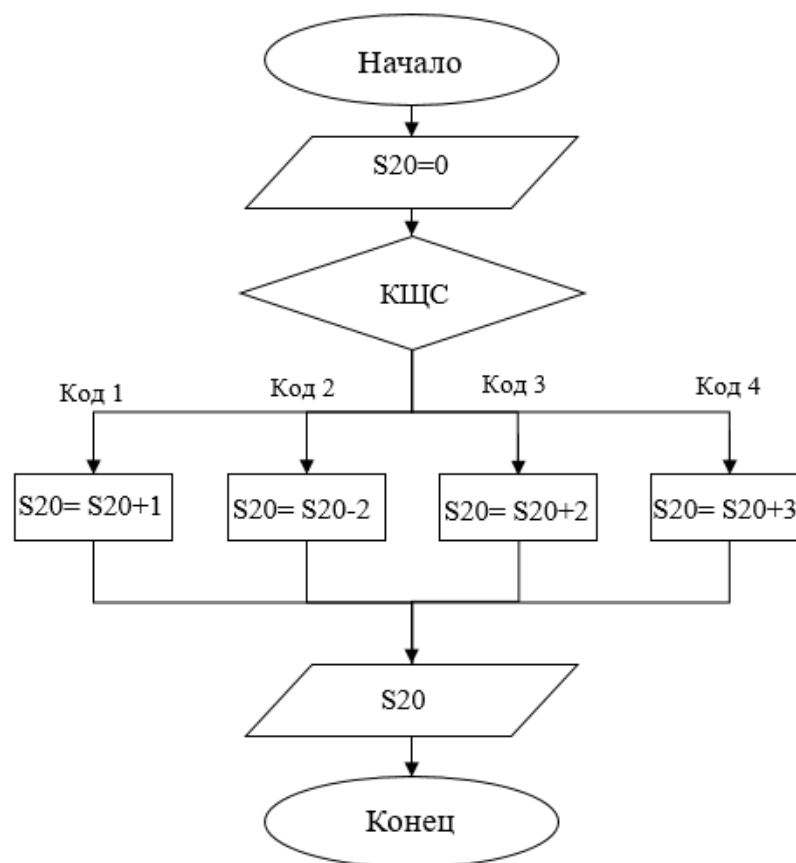 Начало
S20=0
КЩС
Код 1
Код 2
Код 3
Код 4
S20= S20+1
S20= S20-2
S20= S20+2
S20= S20+3
S20
Конец